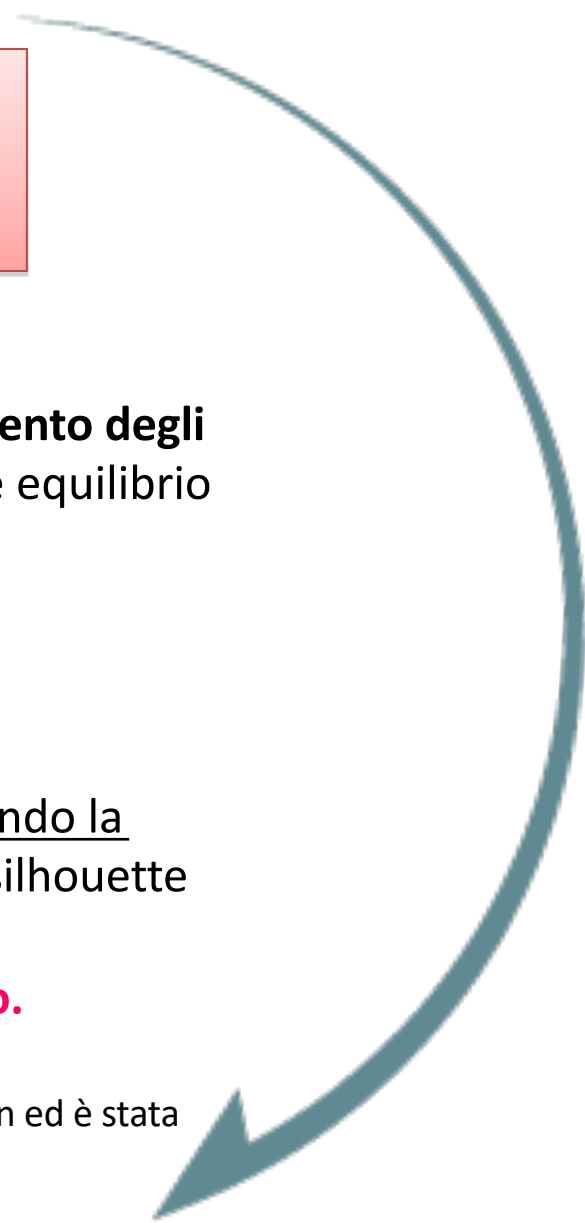 ento degli
e equilibrio
ndo la
silhouette
o.
n ed è stata